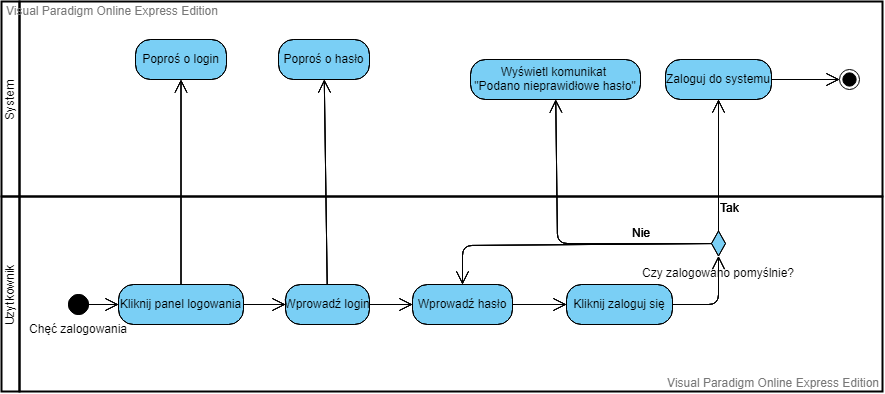 Visual Paradigm Online Express Edition
System
Poproś o login
Poproś o hasło
Wyświetl komunikat
"Podano nieprawidłowe hasło"
Zaloguj do systemu
Tak
Nie
Użytkownik
Czy zalogowano pomyślnie?
Kliknij panel logowania
Wprowadź login
Wprowadź hasło
Kliknij zaloguj się
Chęć zalogowania
Visual Paradigm Online Express Edition